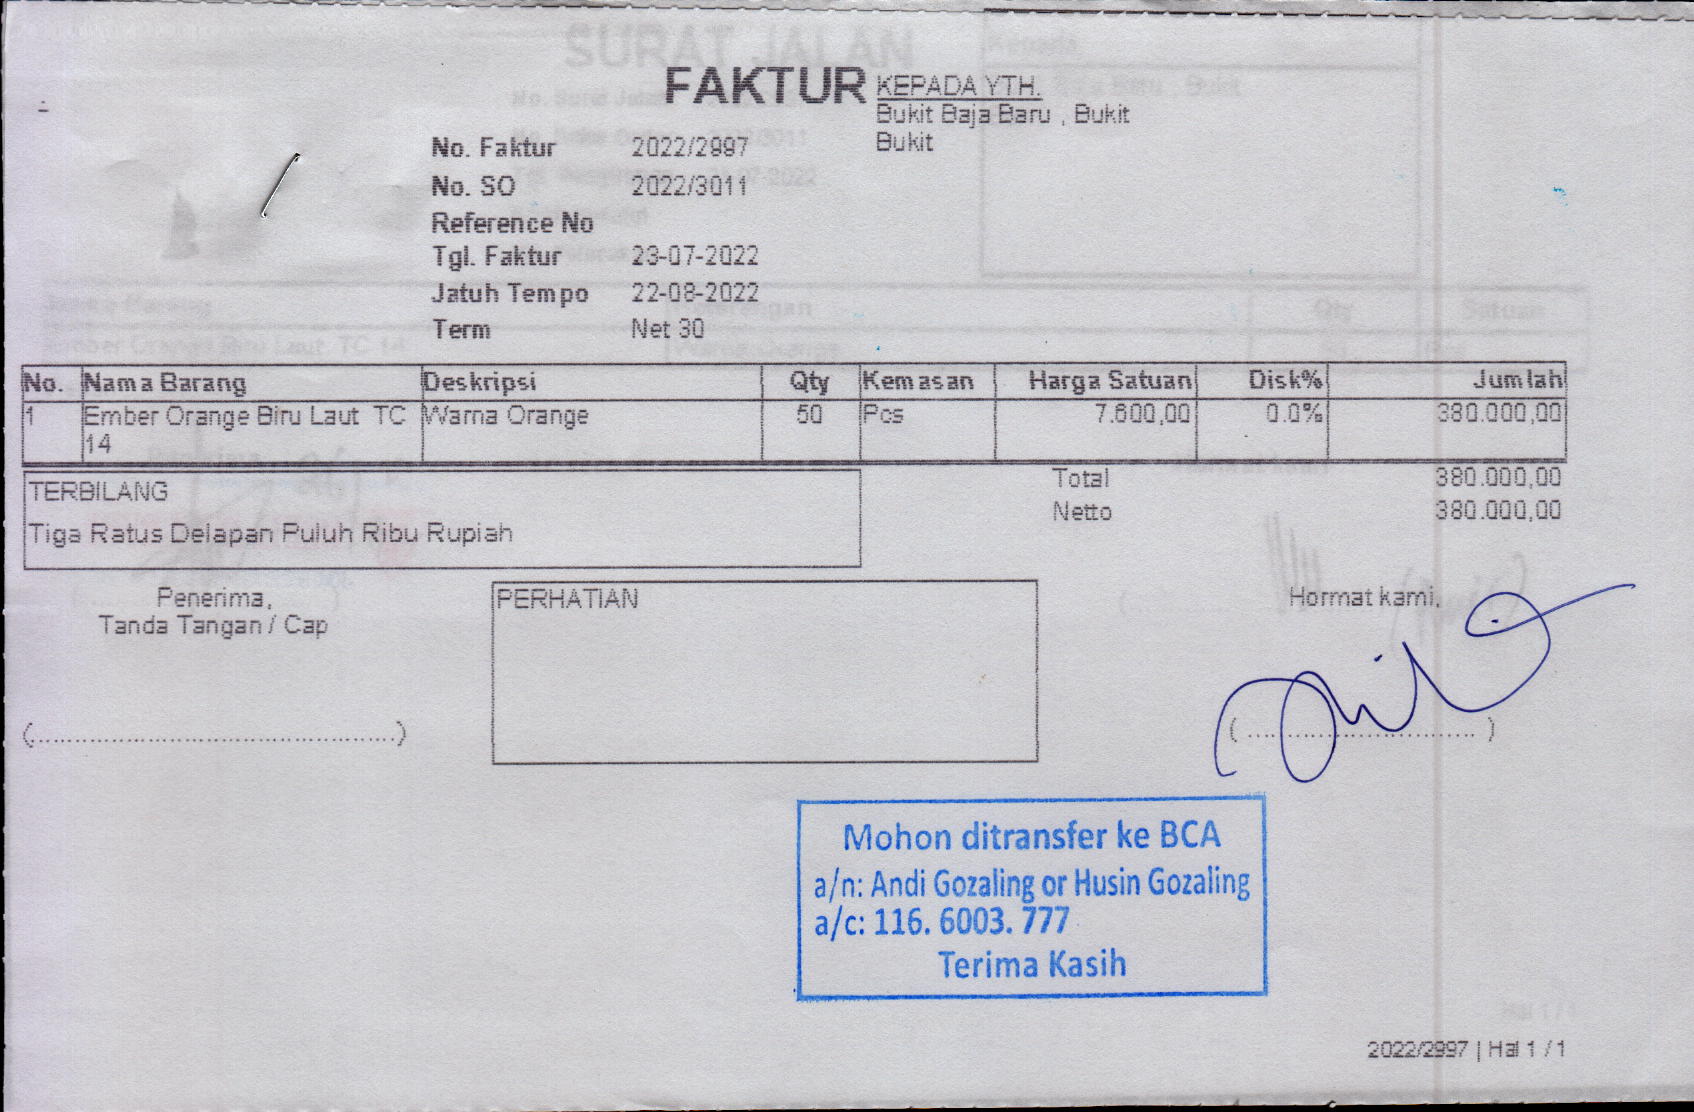 FAKTUR
KEPADA YTH.
Bukit Baja Baru , Bukit
Bukit
No. Faktur 2022/2997
No. SO 2022/3011
Reference No
Tgl. Faktur 23-07-2022
Jatuh Tempo 22-08-2022
Term Net 30
No. Nama Barang Deskripsi Qty Kemasan Harga Satuan Disk% Jumlah
1 Ember Orange Biru Laut TC Warna Orange 50 Pcs 7.600,00 0.0% 380.000,00
14
Total 380.000,00
Netto 380.000,00
TERBILANG
Tiga Ratus Delapan Puluh Ribu Rupiah
Penerima,
Tanda Tangan / Cap
(................................................)
PERHATIAN
Hormat kami,
( .............................. )
Mohon ditransfer ke BCA
a/n: Andi Gozaling or Husin Gozaling
a/c: 116. 6003. 777
Terima Kasih
2022/2997 | Hal 1 / 1
SURAT JALAN